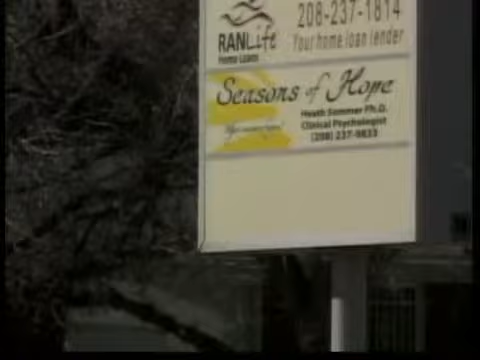 208-237-1814
RANLife
Home Loans
Your home loan lender
Seasons of Hope
Heath Sommer Ph.D.
Clinical Psychologist
(208) 237-9833